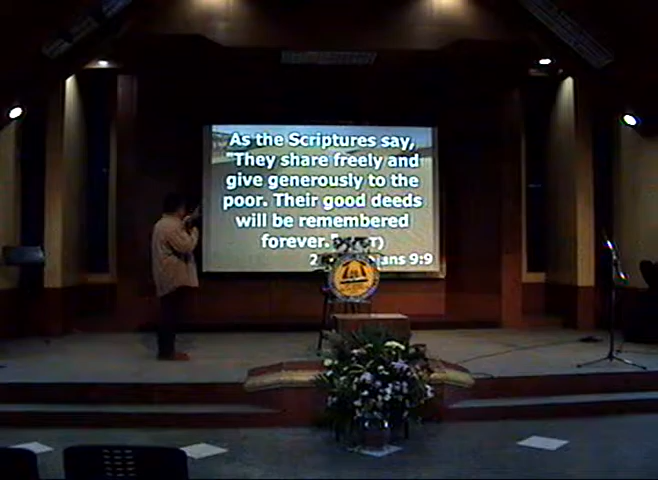 As the Scriptures say,
"They share freely and
give generously to the
poor. Their good deeds
will be remembered
forever."
9:9